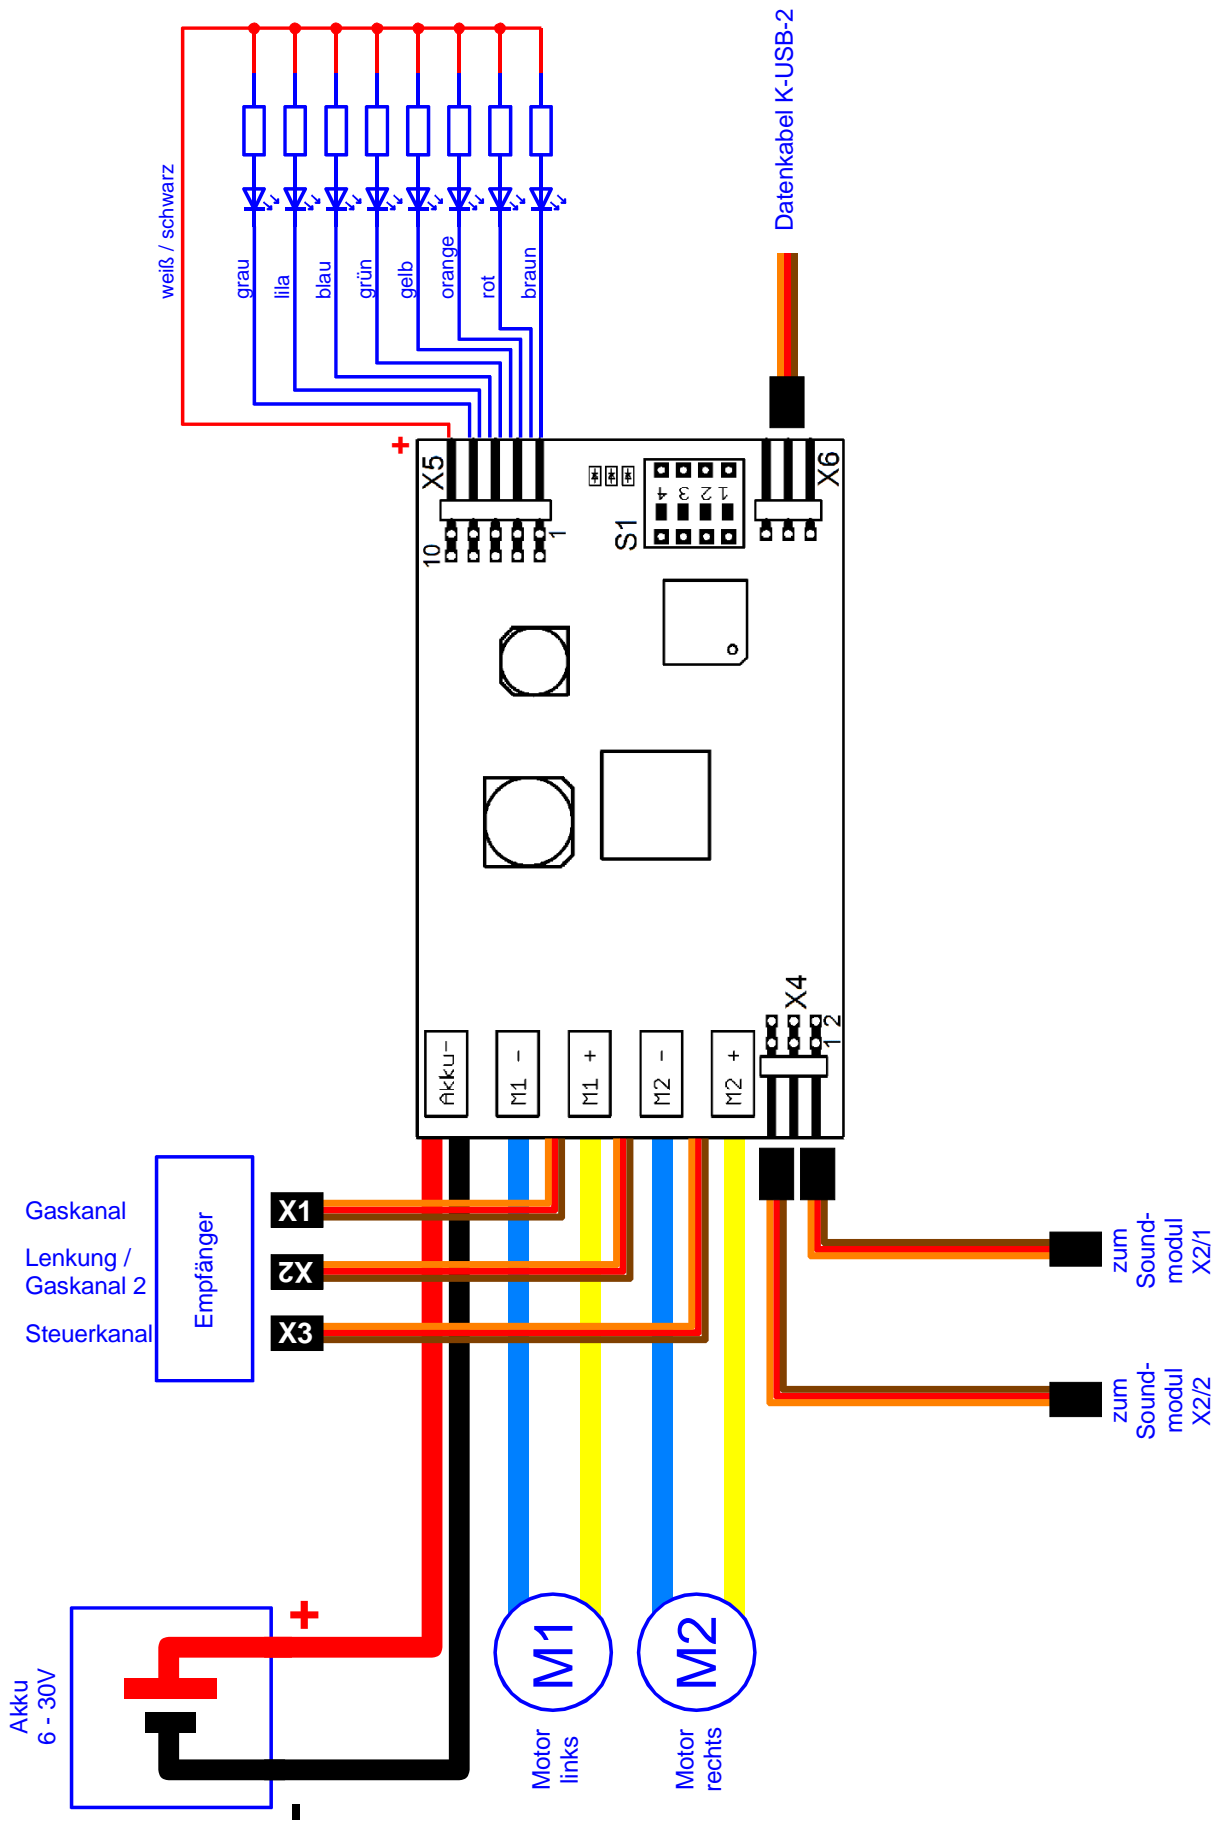 Datenkabel K-USB-2
weiß / schwarz
grau
lila
blau
grün
gelb
orange
rot
braun
+
X5
10
1
S1
4 3 2 1
X6
X4
1 2
Akku-
M1 -
M1 +
M2 -
M2 +
Gaskanal
Lenkung /
Gaskanal 2
Steuerkanal
Empfänger
X1
X2
X3
zum
Sound-
modul
X2/1
zum
Sound-
modul
X2/2
Akku
6 - 30V
+
-
M1
Motor
links
M2
Motor
rechts